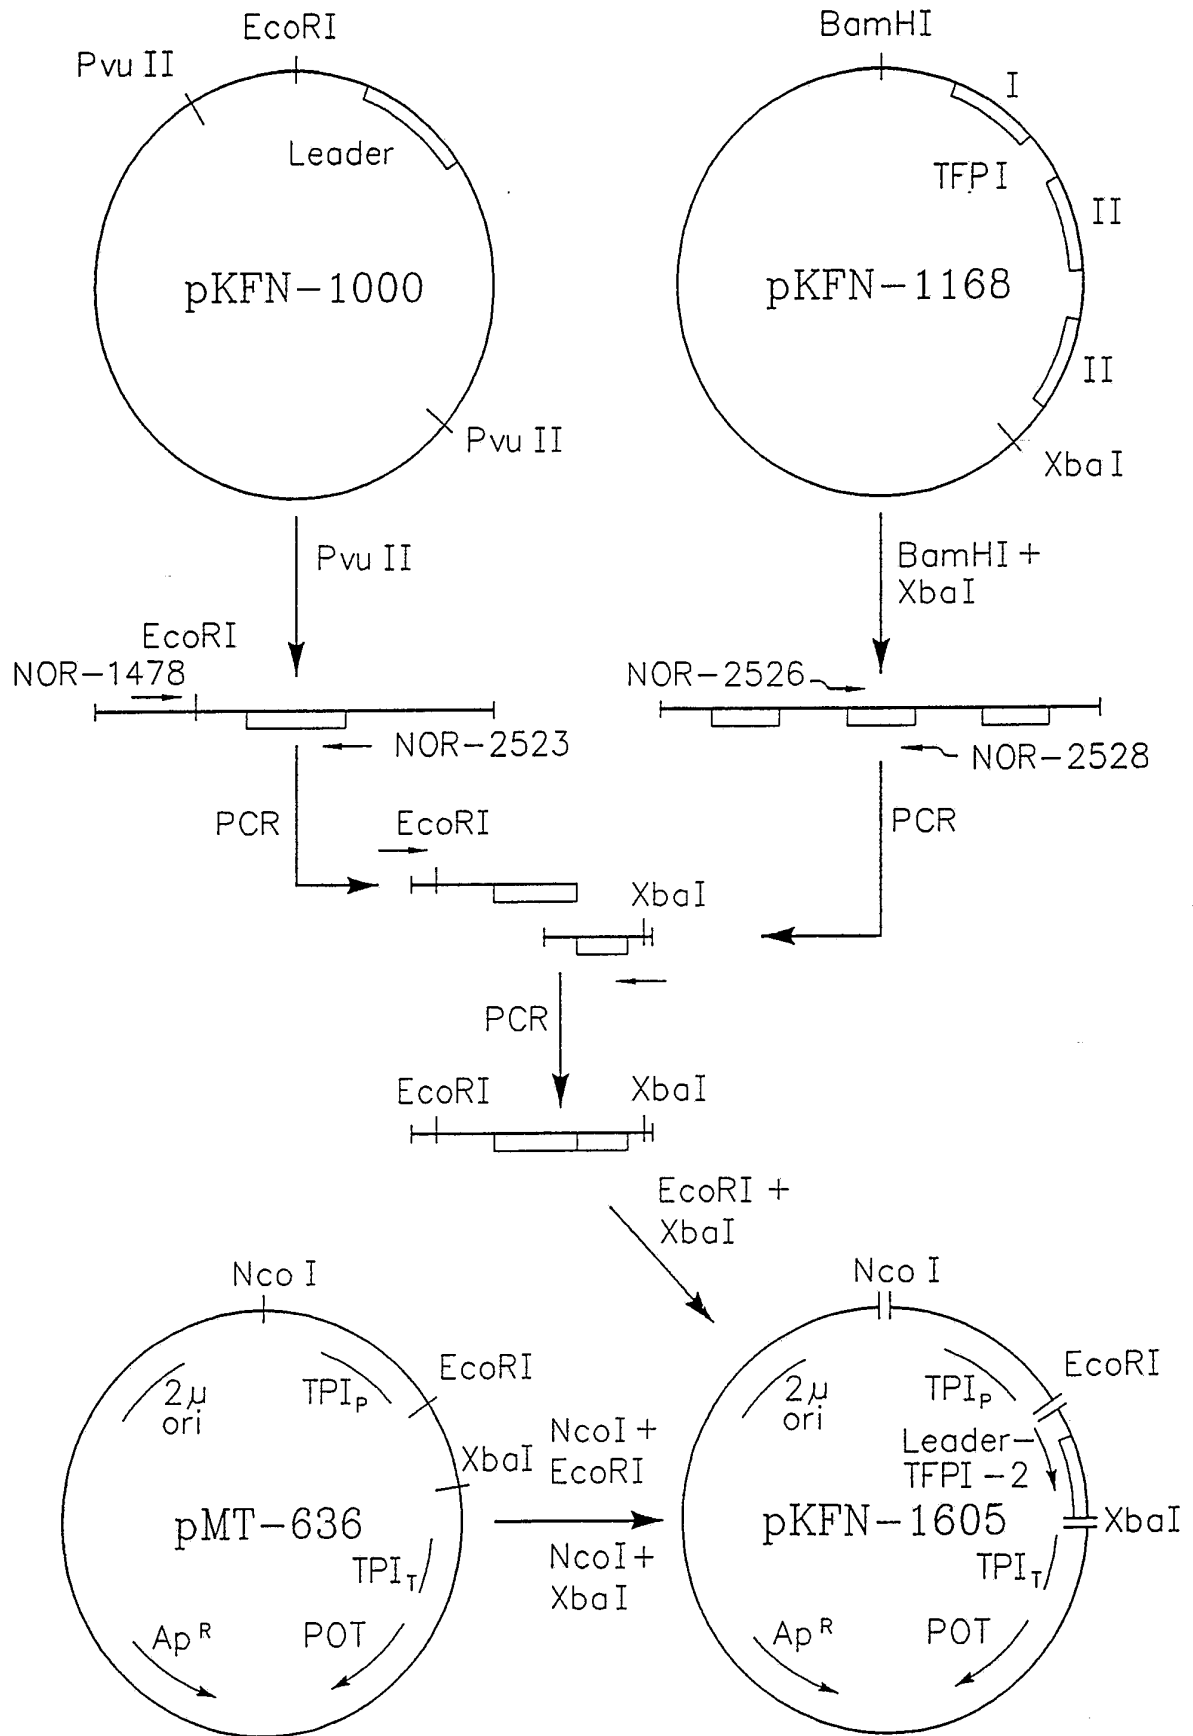 EcoRI
Pvu II
Leader
pKFN-1000
Pvu II
BamHI
I
TFPI
II
pKFN-1168
II
XbaI
Pvu II
BamHI +
XbaI
EcoRI
NOR-1478
NOR-2523
NOR-2526
NOR-2528
PCR
EcoRI
PCR
XbaI
PCR
EcoRI
XbaI
EcoRI +
XbaI
Nco I
EcoRI
2μ
ori
TPIP
XbaI
pMT-636
TPIT
ApR
POT
NcoI+
EcoRI
NcoI+
XbaI
Nco I
EcoRI
2μ
ori
TPIP
Leader-
TFPI-2
pKFN-1605
XbaI
TPIT
ApR
POT